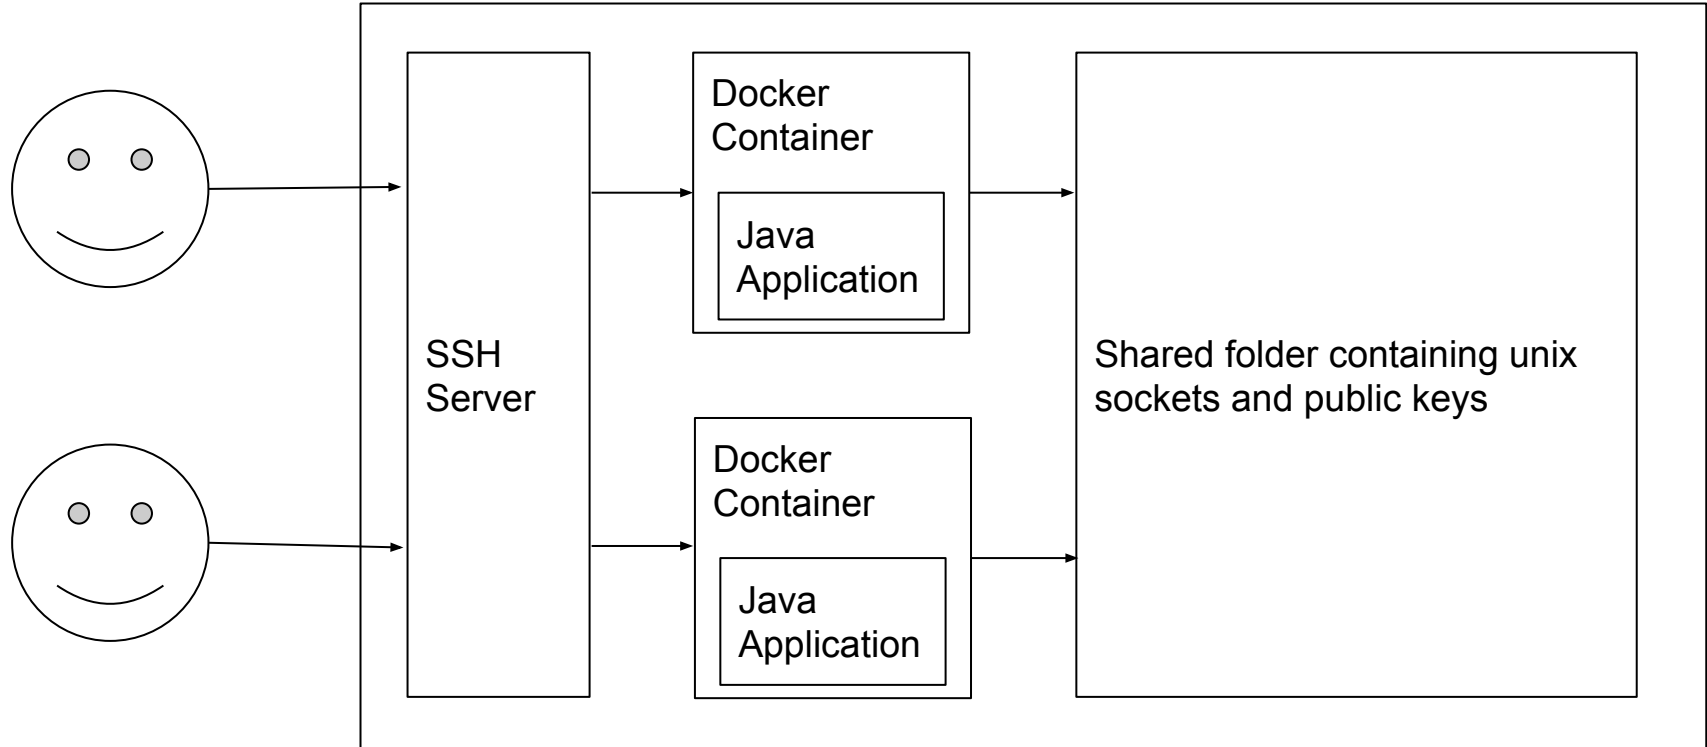 Docker
Container
Java
Application
SSH
Server
Shared folder containing unix
sockets and public keys
Docker
Container
Java
Application